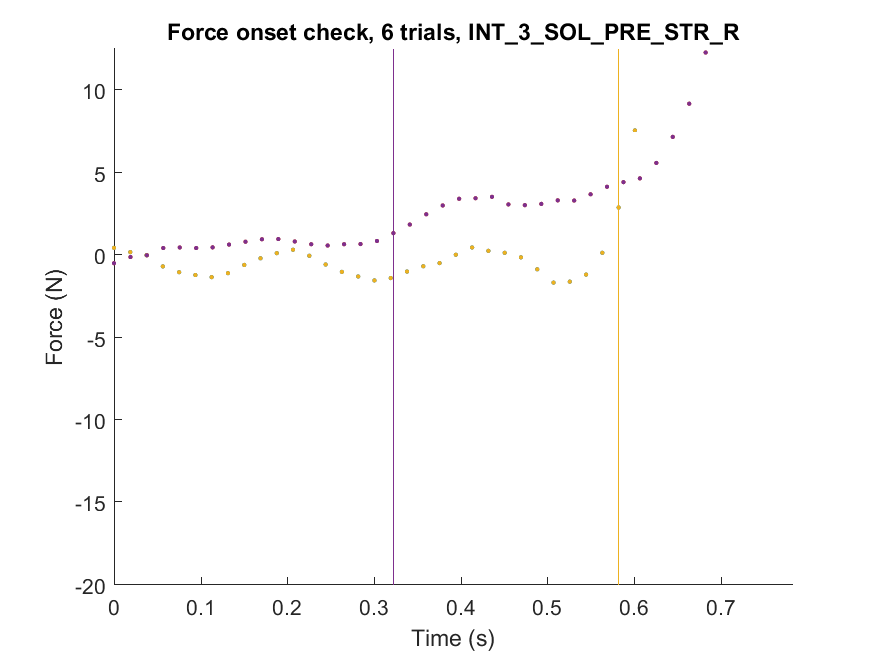 Force onset check, 6 trials, INT_3_SOL_PRE_STR_R
10
5
0
-5
-10
-15
-20
Force (N)
0 0.1 0.2 0.3 0.4 0.5 0.6 0.7
Time (s)